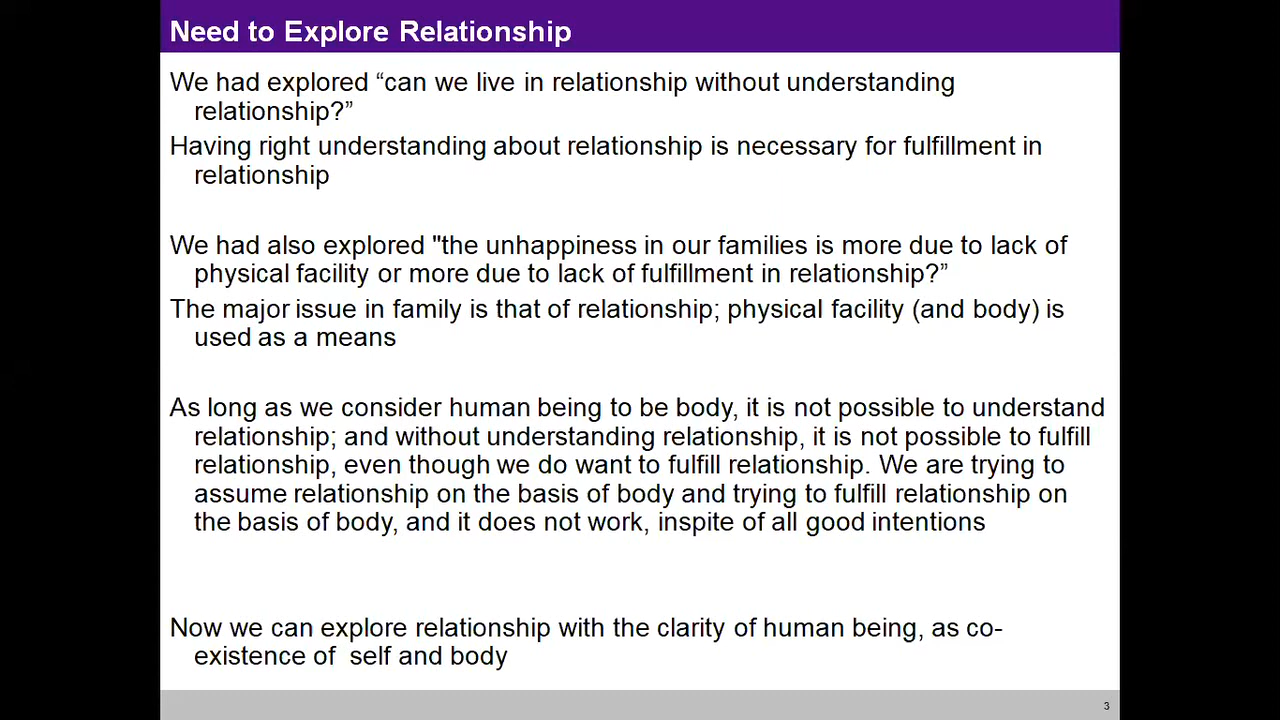 Need to Explore Relationship
We had explored “can we live in relationship without understanding
relationship?”
Having right understanding about relationship is necessary for fulfillment in
relationship
We had also explored "the unhappiness in our families is more due to lack of
physical facility or more due to lack of fulfillment in relationship?”
The major issue in family is that of relationship; physical facility (and body) is
used as a means
As long as we consider human being to be body, it is not possible to understand
relationship; and without understanding relationship, it is not possible to fulfill
relationship, even though we do want to fulfill relationship. We are trying to
assume relationship on the basis of body and trying to fulfill relationship on
the basis of body, and it does not work, inspite of all good intentions
Now we can explore relationship with the clarity of human being, as co-
existence of self and body
3